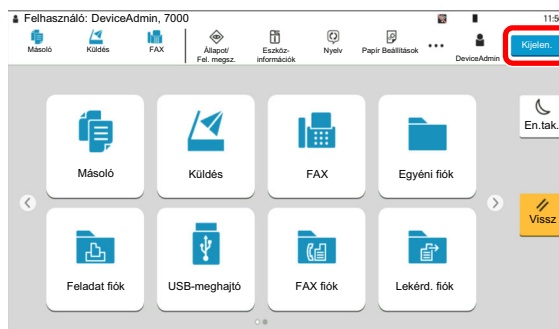 Felhasználó: DeviceAdmin, 7000
Másoló
Küldés
FAX
Állapot/
Fel. megsz.
Eszköz-
információk
Nyelv
Papír Beállítások
DeviceAdmin
Kijelen.
Másoló
Küldés
FAX
Egyéni fiók
En.tak.
Vissz
Feladat fiók
USB-meghajtó
FAX fiók
Lekérd. fiók